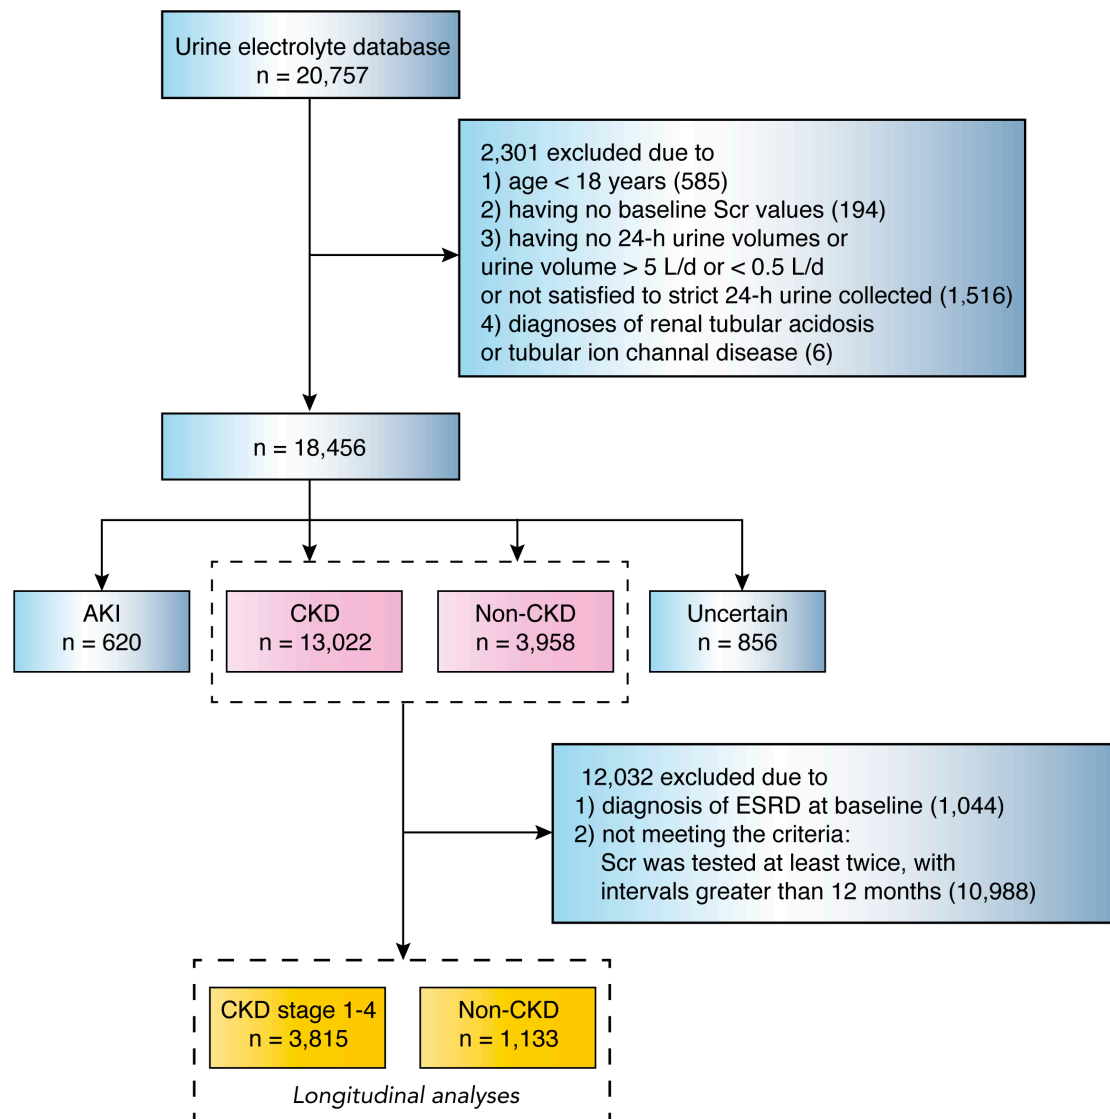 Urine electrolyte database
n = 20,757
2,301 excluded due to
1) age < 18 years (585)
2) having no baseline Scr values (194)
3) having no 24-h urine volumes or
urine volume > 5 L/d or < 0.5 L/d
or not satisfied to strict 24-h urine collected (1,516)
4) diagnoses of renal tubular acidosis
or tubular ion channal disease (6)
n = 18,456
AKI
n = 620
CKD
n = 13,022
Non-CKD
n = 3,958
Uncertain
n = 856
12,032 excluded due to
1) diagnosis of ESRD at baseline (1,044)
2) not meeting the criteria:
Scr was tested at least twice, with
intervals greater than 12 months (10,988)
CKD stage 1-4
n = 3,815
Non-CKD
n = 1,133
Longitudinal analyses